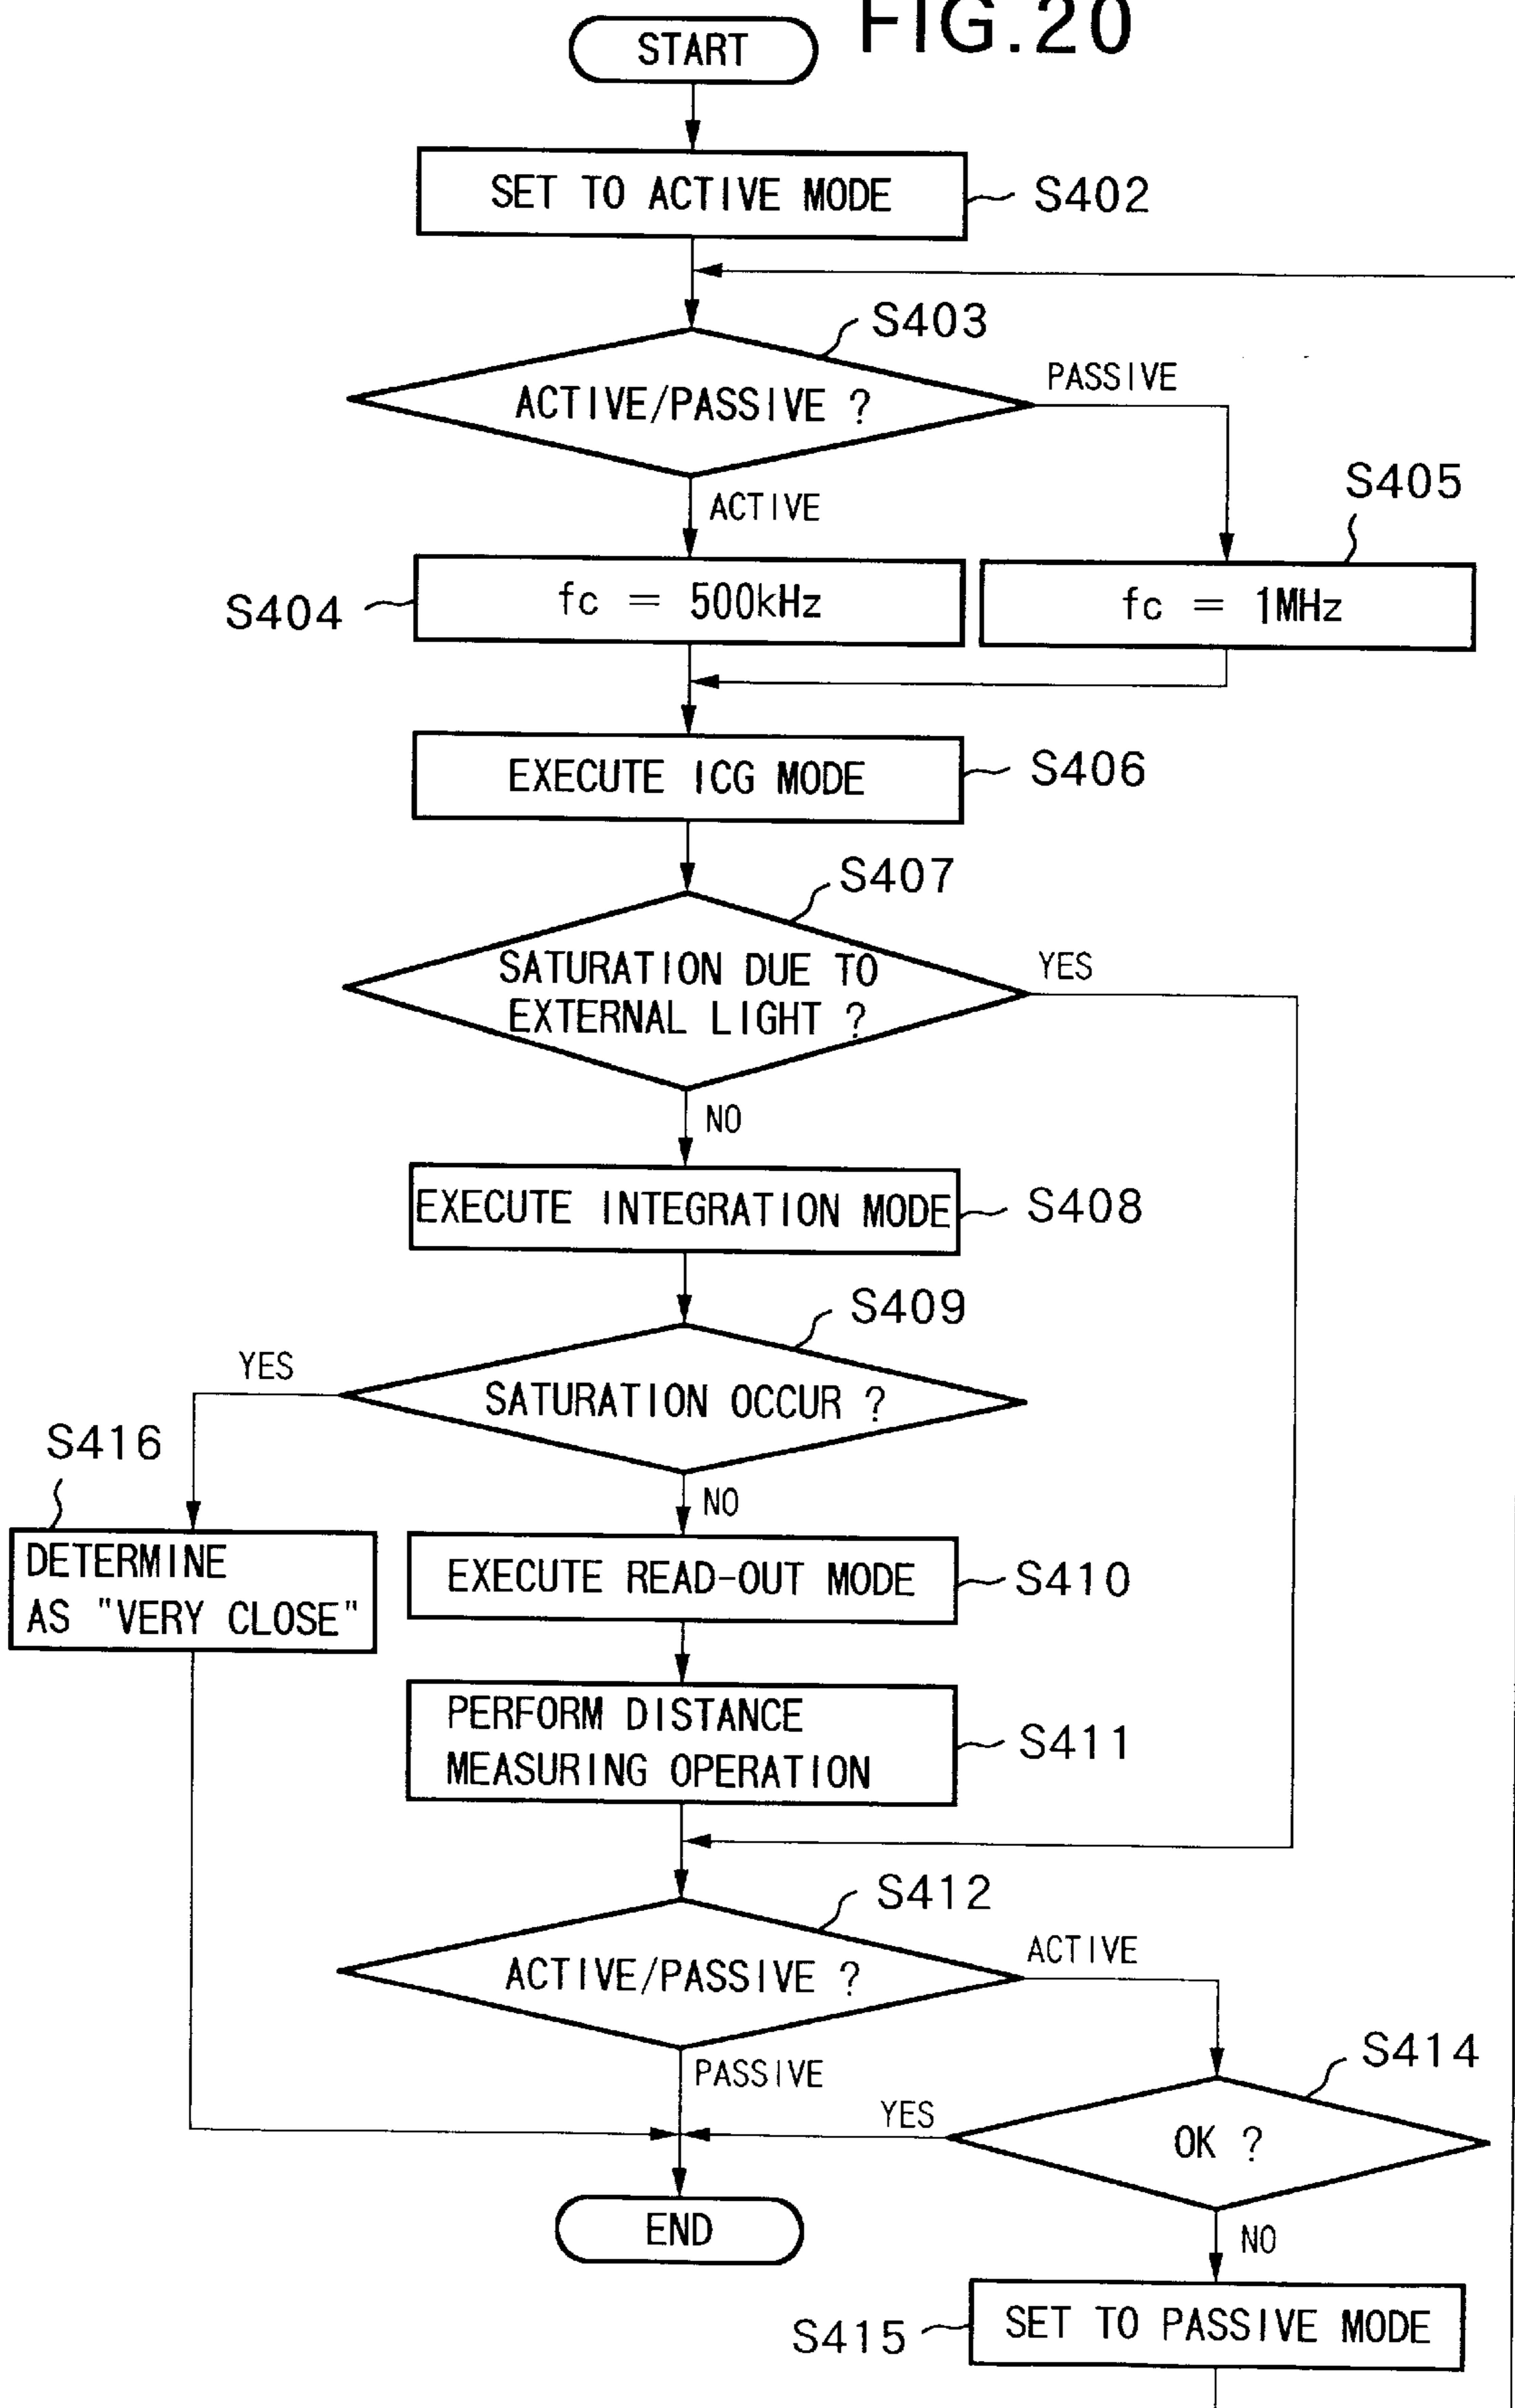 FIG.20
START
SET TO ACTIVE MODE
S402
S403
ACTIVE/PASSIVE ?
PASSIVE
ACTIVE
S405
S404
fc = 500kHz
fc = 1MHz
EXECUTE ICG MODE
S406
S407
SATURATION DUE TO
EXTERNAL LIGHT ?
YES
NO
EXECUTE INTEGRATION MODE
S408
S409
YES
SATURATION OCCUR ?
S416
NO
DETERMINE
AS "VERY CLOSE"
EXECUTE READ-OUT MODE
S410
PERFORM DISTANCE
MEASURING OPERATION
S411
S412
ACTIVE/PASSIVE ?
ACTIVE
PASSIVE
S414
YES
OK ?
END
NO
S415
SET TO PASSIVE MODE